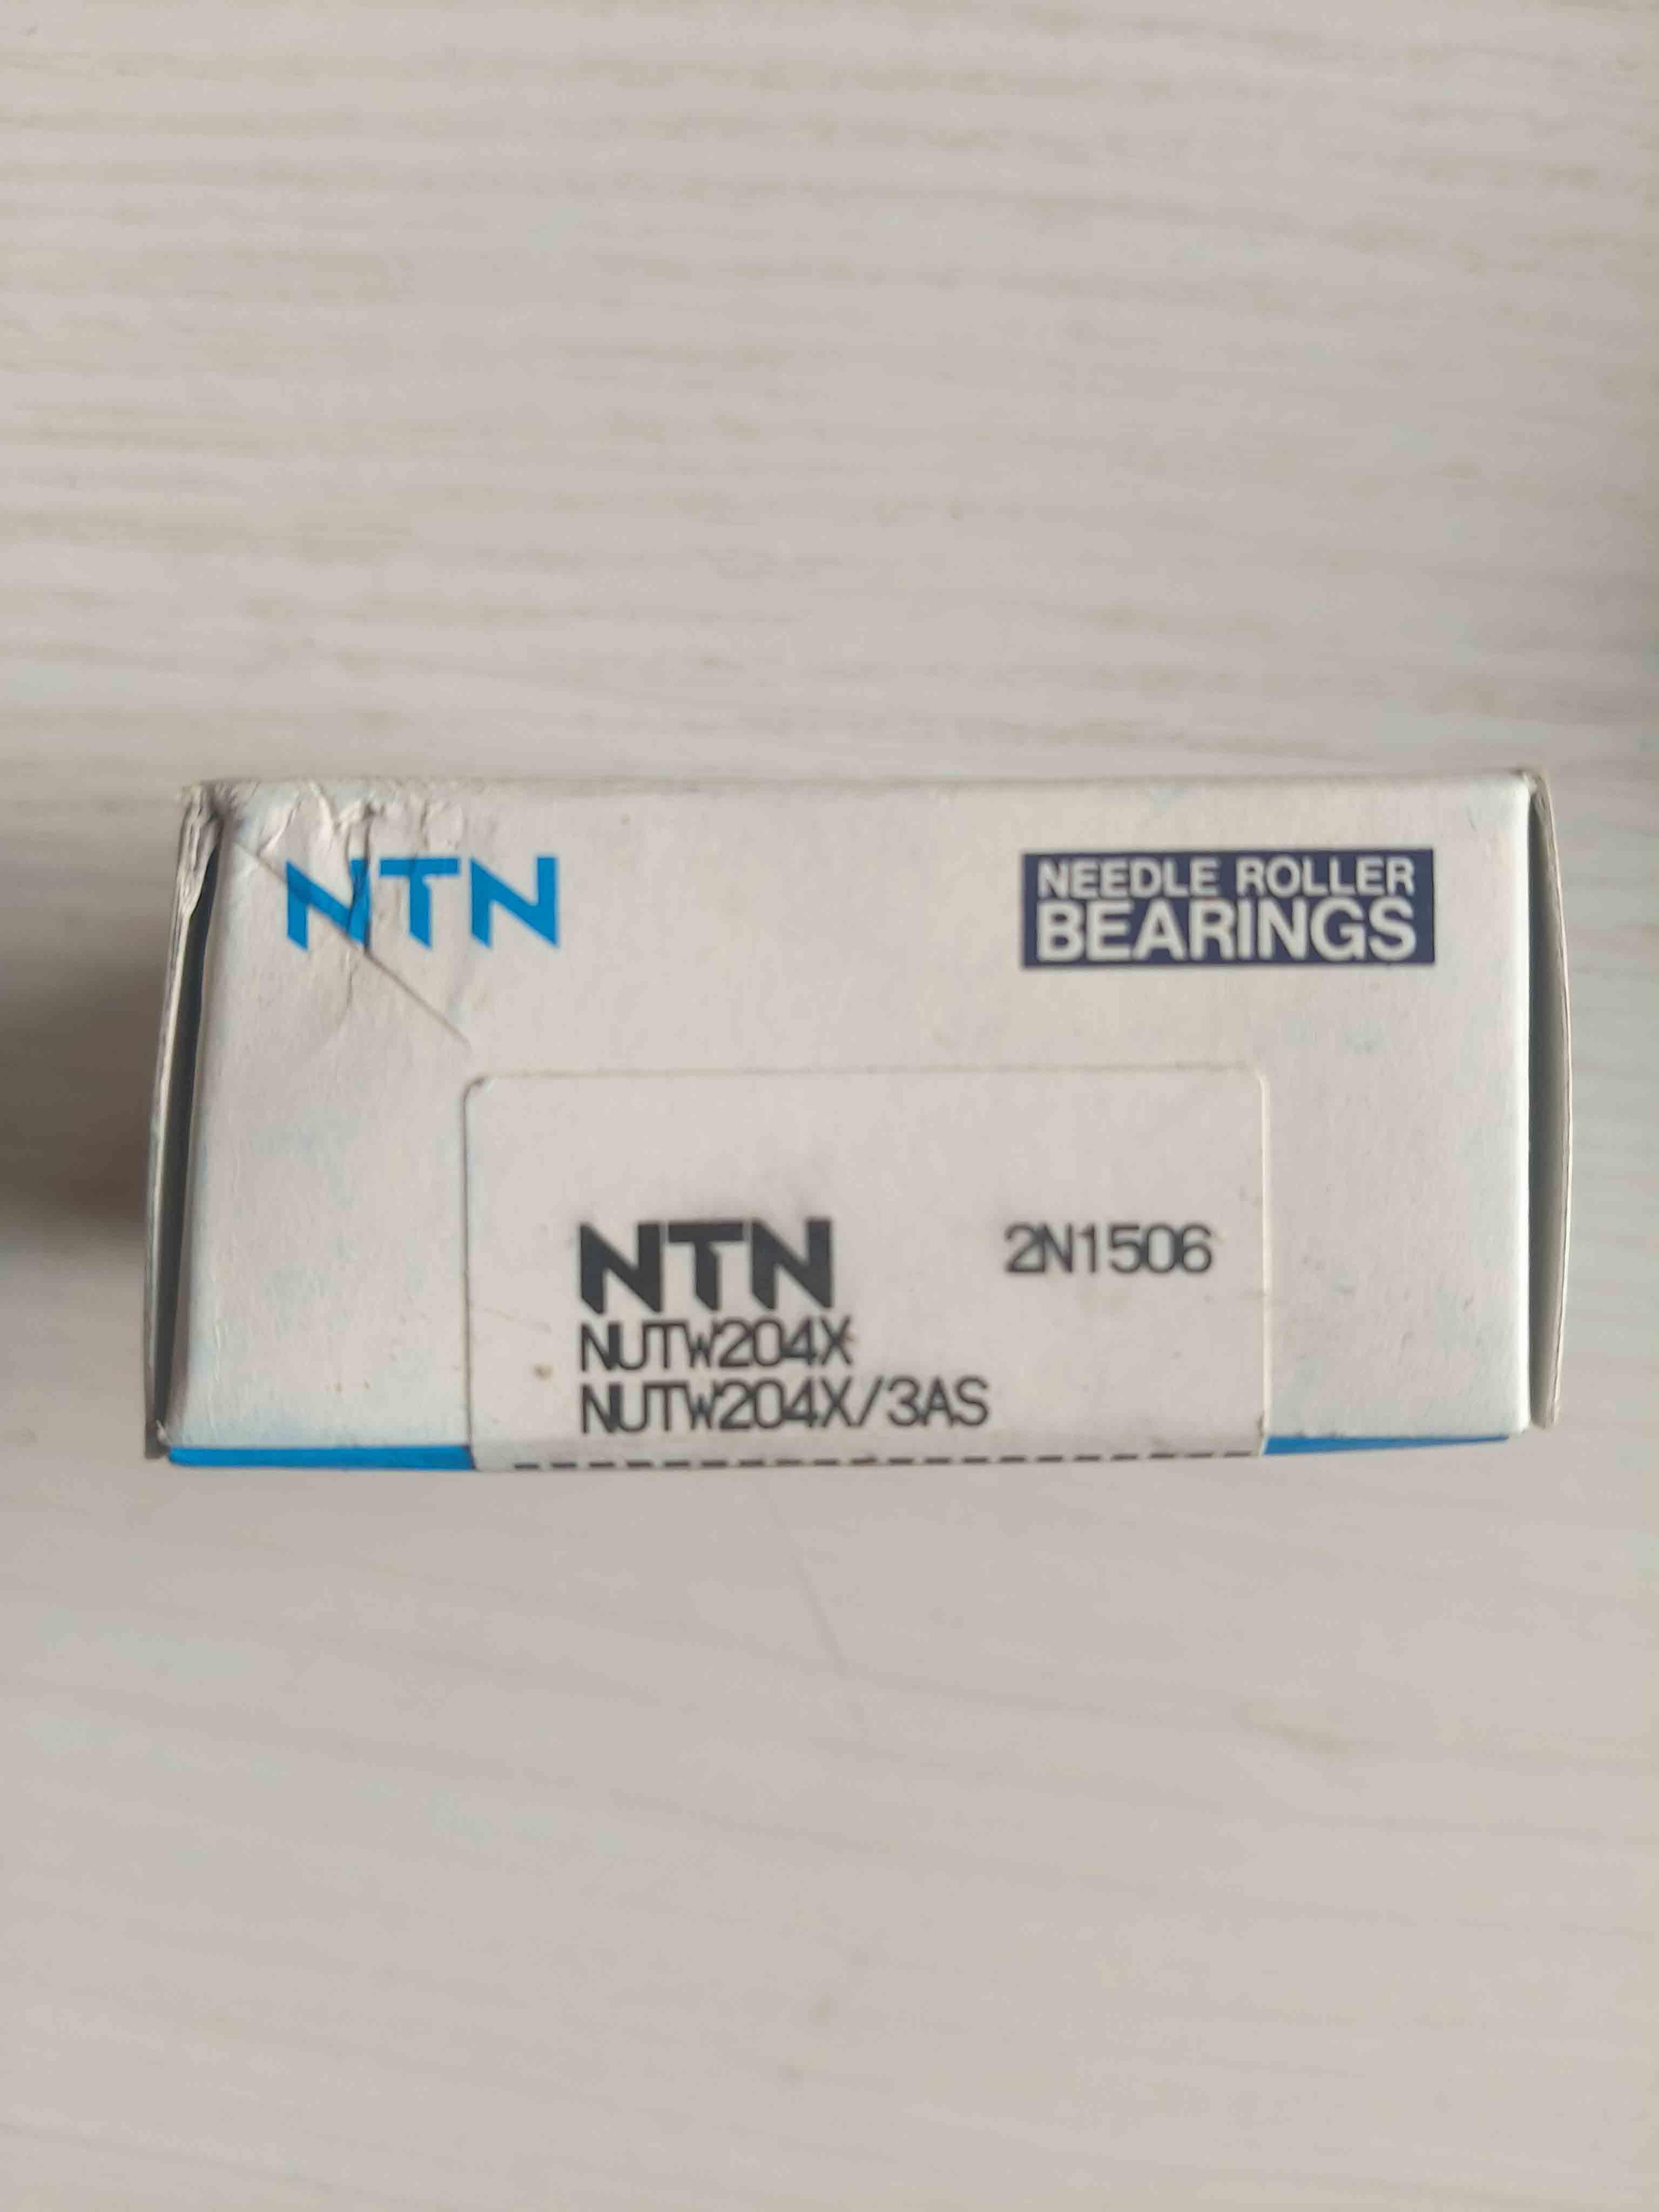 NTN
NEEDLE ROLLER
BEARINGS
NTN 2N1506
NUTW204X
NUTW204X/3AS